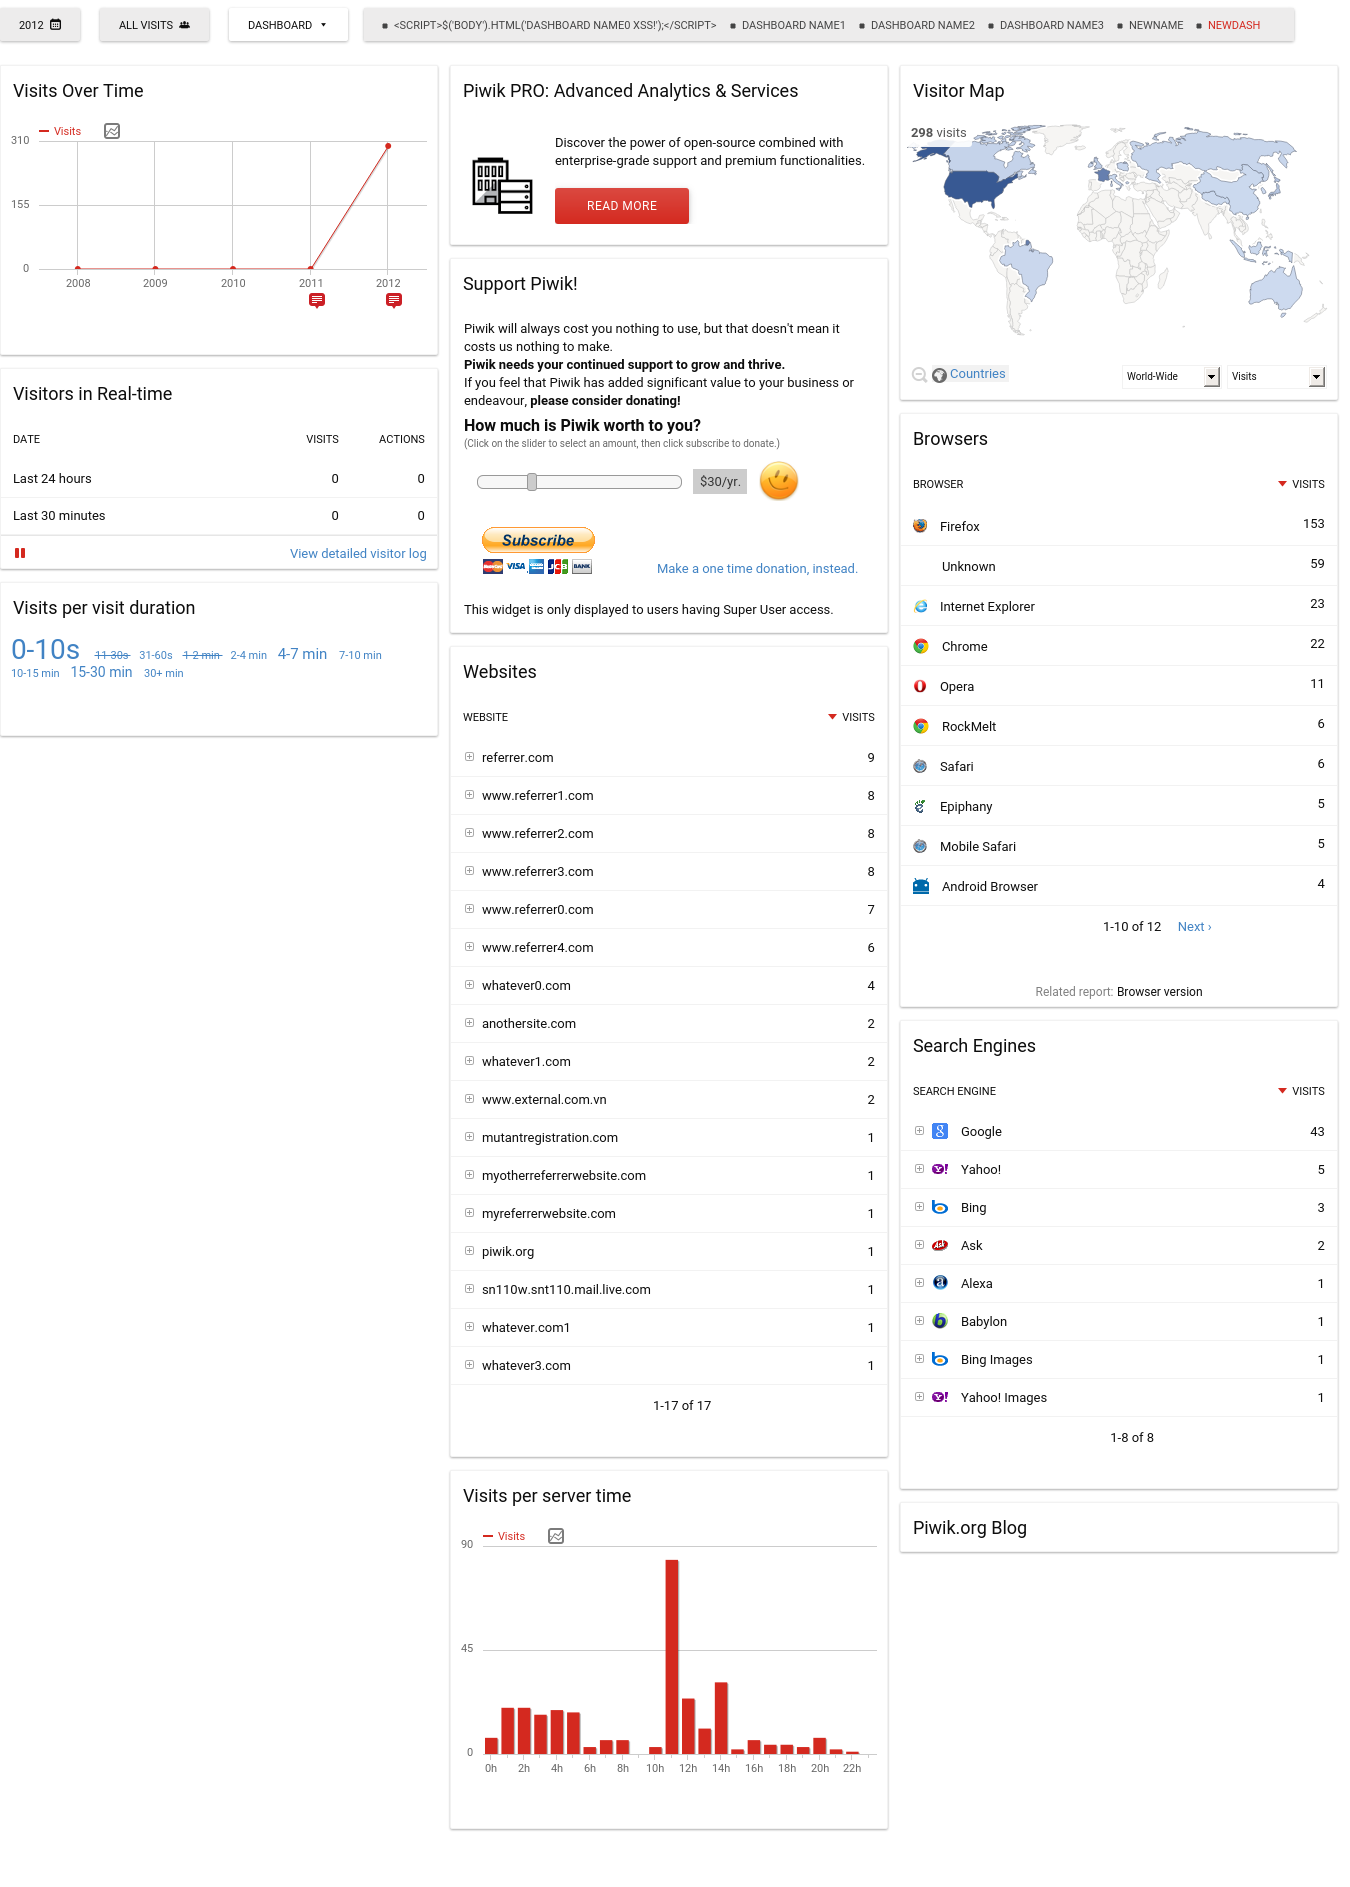 2012
ALL VISITS
DASHBOARD
<SCRIPT>$('BODY').HTML('DASHBOARD NAME0 XSS!');</SCRIPT>
DASHBOARD NAME1
DASHBOARD NAME2
DASHBOARD NAME3
NEWNAME
NEWDASH
Visits Over Time
Visits
310
155
0
2008 2009 2010 2011 2012
Visitors in Real-time
DATE VISITS ACTIONS
Last 24 hours 0 0
Last 30 minutes 0 0
View detailed visitor log
Visits per visit duration
0-10s 11-30s 31-60s 1-2 min 2-4 min 4-7 min 7-10 min
10-15 min 15-30 min 30+ min
Piwik PRO: Advanced Analytics & Services
Discover the power of open-source combined with
enterprise-grade support and premium functionalities.
READ MORE
Support Piwik!
Piwik will always cost you nothing to use, but that doesn't mean it
costs us nothing to make.
Piwik needs your continued support to grow and thrive.
If you feel that Piwik has added significant value to your business or
endeavour, please consider donating!
How much is Piwik worth to you?
(Click on the slider to select an amount, then click subscribe to donate.)
$30/yr.
Subscribe
MasterCard VISA JCB BANK
Make a one time donation, instead.
This widget is only displayed to users having Super User access.
Websites
WEBSITE VISITS
referrer.com 9
www.referrer1.com 8
www.referrer2.com 8
www.referrer3.com 8
www.referrer0.com 7
www.referrer4.com 6
whatever0.com 4
anothersite.com 2
whatever1.com 2
www.external.com.vn 2
mutantregistration.com 1
myotherreferrerwebsite.com 1
myreferrerwebsite.com 1
piwik.org 1
sn110w.snt110.mail.live.com 1
whatever.com1 1
whatever3.com 1
1-17 of 17
Visits per server time
Visits
90
45
0
0h 2h 4h 6h 8h 10h 12h 14h 16h 18h 20h 22h
Visitor Map
298 visits
Countries
World-Wide
Visits
Browsers
BROWSER VISITS
Firefox 153
Unknown 59
Internet Explorer 23
Chrome 22
Opera 11
RockMelt 6
Safari 6
Epiphany 5
Mobile Safari 5
Android Browser 4
1-10 of 12 Next ›
Related report: Browser version
Search Engines
SEARCH ENGINE VISITS
Google 43
Yahoo! 5
Bing 3
Ask 2
Alexa 1
Babylon 1
Bing Images 1
Yahoo! Images 1
1-8 of 8
Piwik.org Blog